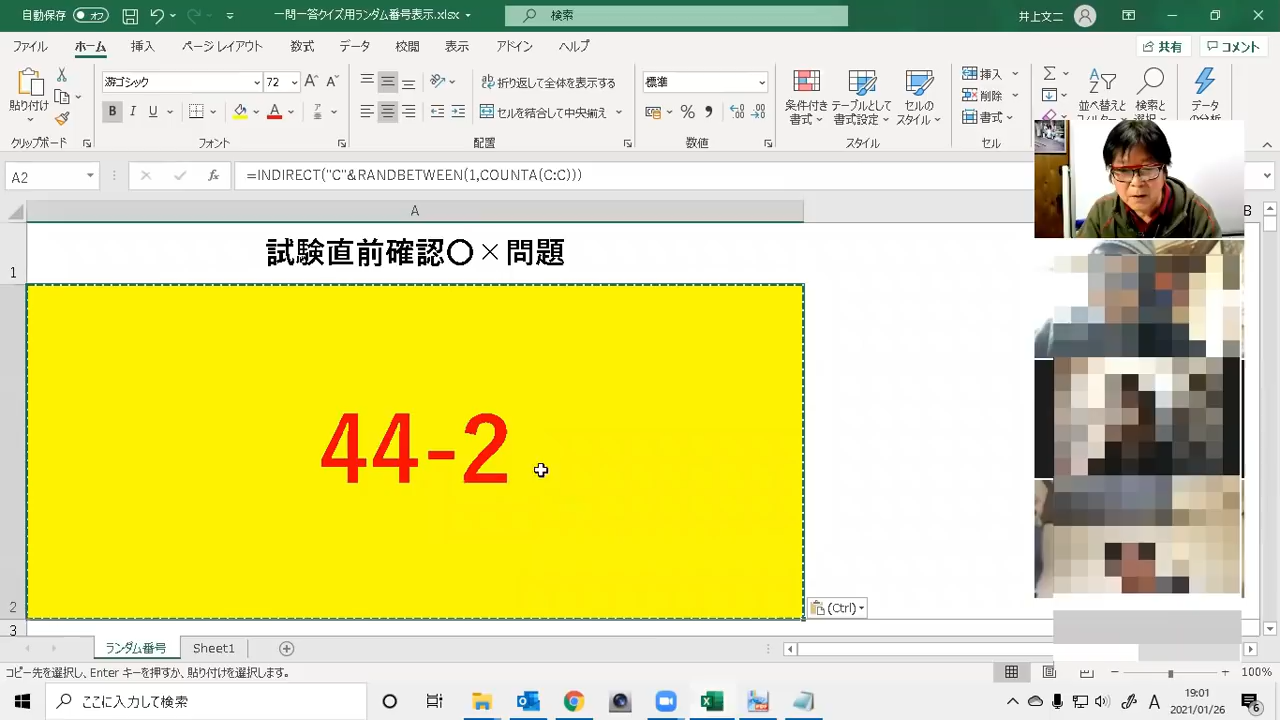 自動保存 オフ 一問一答クイズランダム番号表示.xlsx 検索 井上文二
ファイル ホーム 挿入 ページ レイアウト 数式 データ 校閲 表示 アドイン ヘルプ 共有 コメント
貼り付け 游ゴシック 72 A A 折り返して全体を表示する 標準 条件付き書式 テーブルとして書式設定 セルのスタイル 挿入 並べ替えと フィルター 検索と選択 データの分析
B I U A セルを結合して中央揃え % 削除
書式
クリップボード フォント 配置 数値 スタイル セル
A2 fx =INDIRECT("C"&RANDBETWEEN(1,COUNTA(C:C)))
A B
1 試験直前確認〇×問題
2 44-2
(Ctrl)
3
ランダム番号 Sheet1
コピー先を選択し、Enter キーを押すか、貼り付けを選択します。 100%
ここに入力して検索 A 19:01
2021/01/26 6